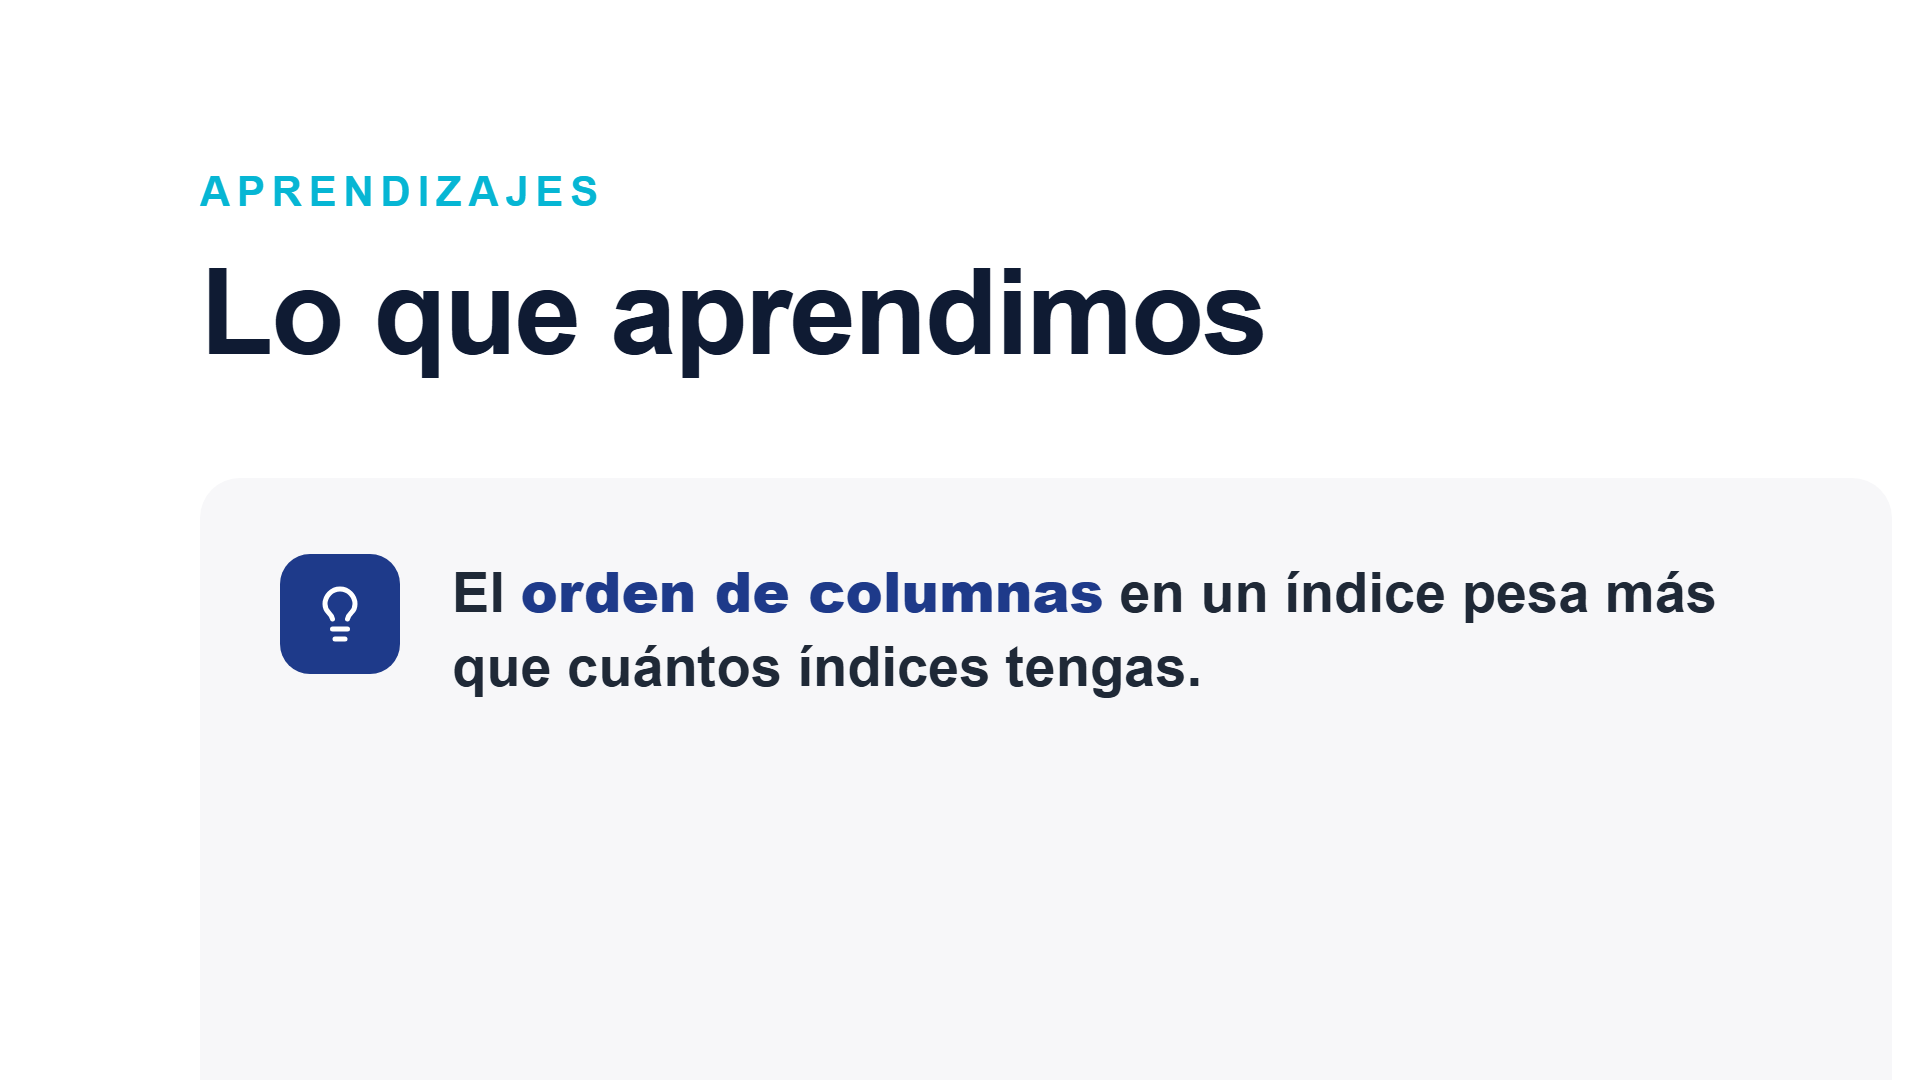 APRENDIZAJES
Lo que aprendimos
El orden de columnas en un índice pesa más
que cuántos índices tengas.